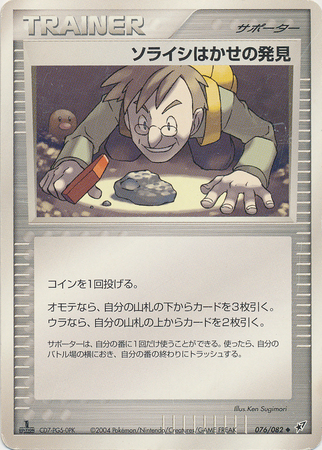 TRAINER サポーター
ソライシはかせの発見
コインを1回投げる。
オモテなら、自分の山札の下からカードを3枚引く。
ウラなら、自分の山札の上からカードを2枚引く。
サポーターは、自分の番に1回だけ使うことができる。使ったら、自分の
バトル場の横におき、自分の番の終わりにトラッシュする。
Illus. Ken Sugimori
CD7-PG5-0PK ©2004 Pokémon/Nintendo/Creatures/GAME FREAK 076/082 ◆